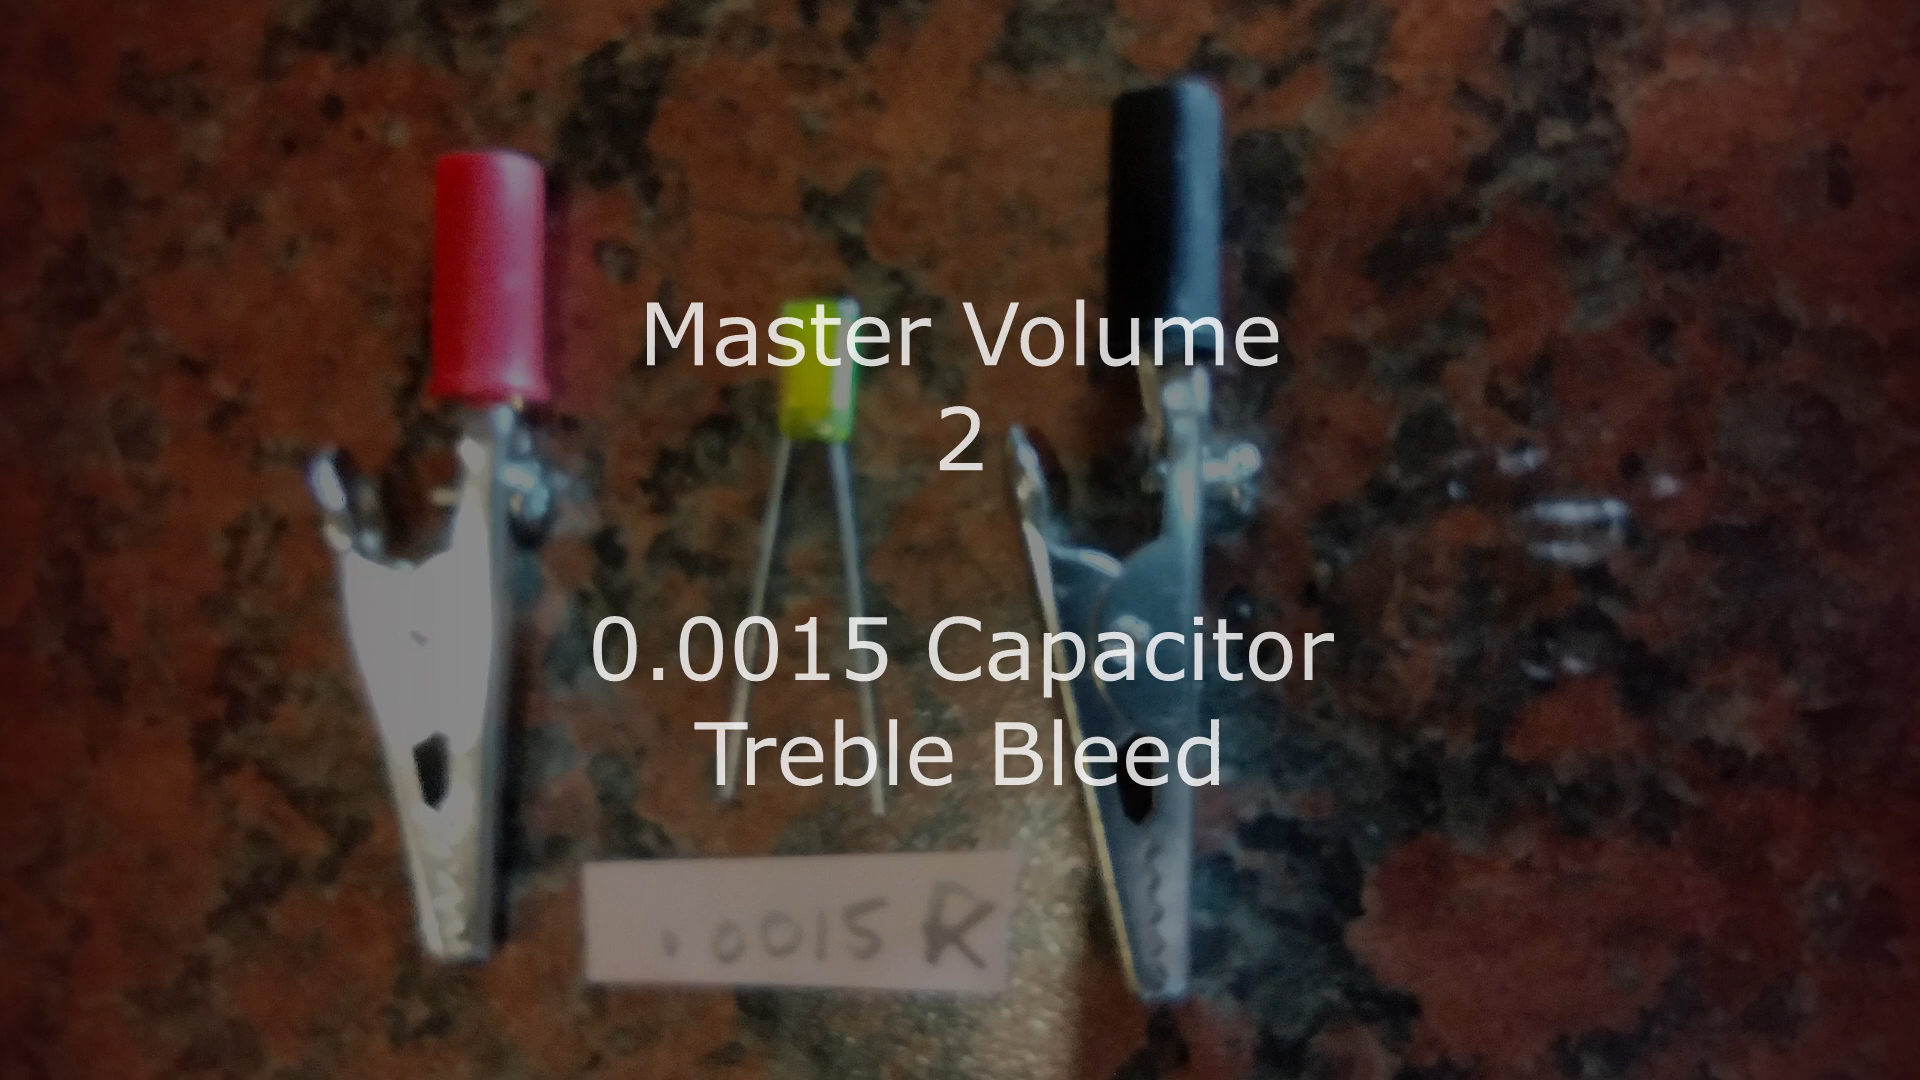 Master Volume
2
0.0015 Capacitor
Treble Bleed
.0015 R